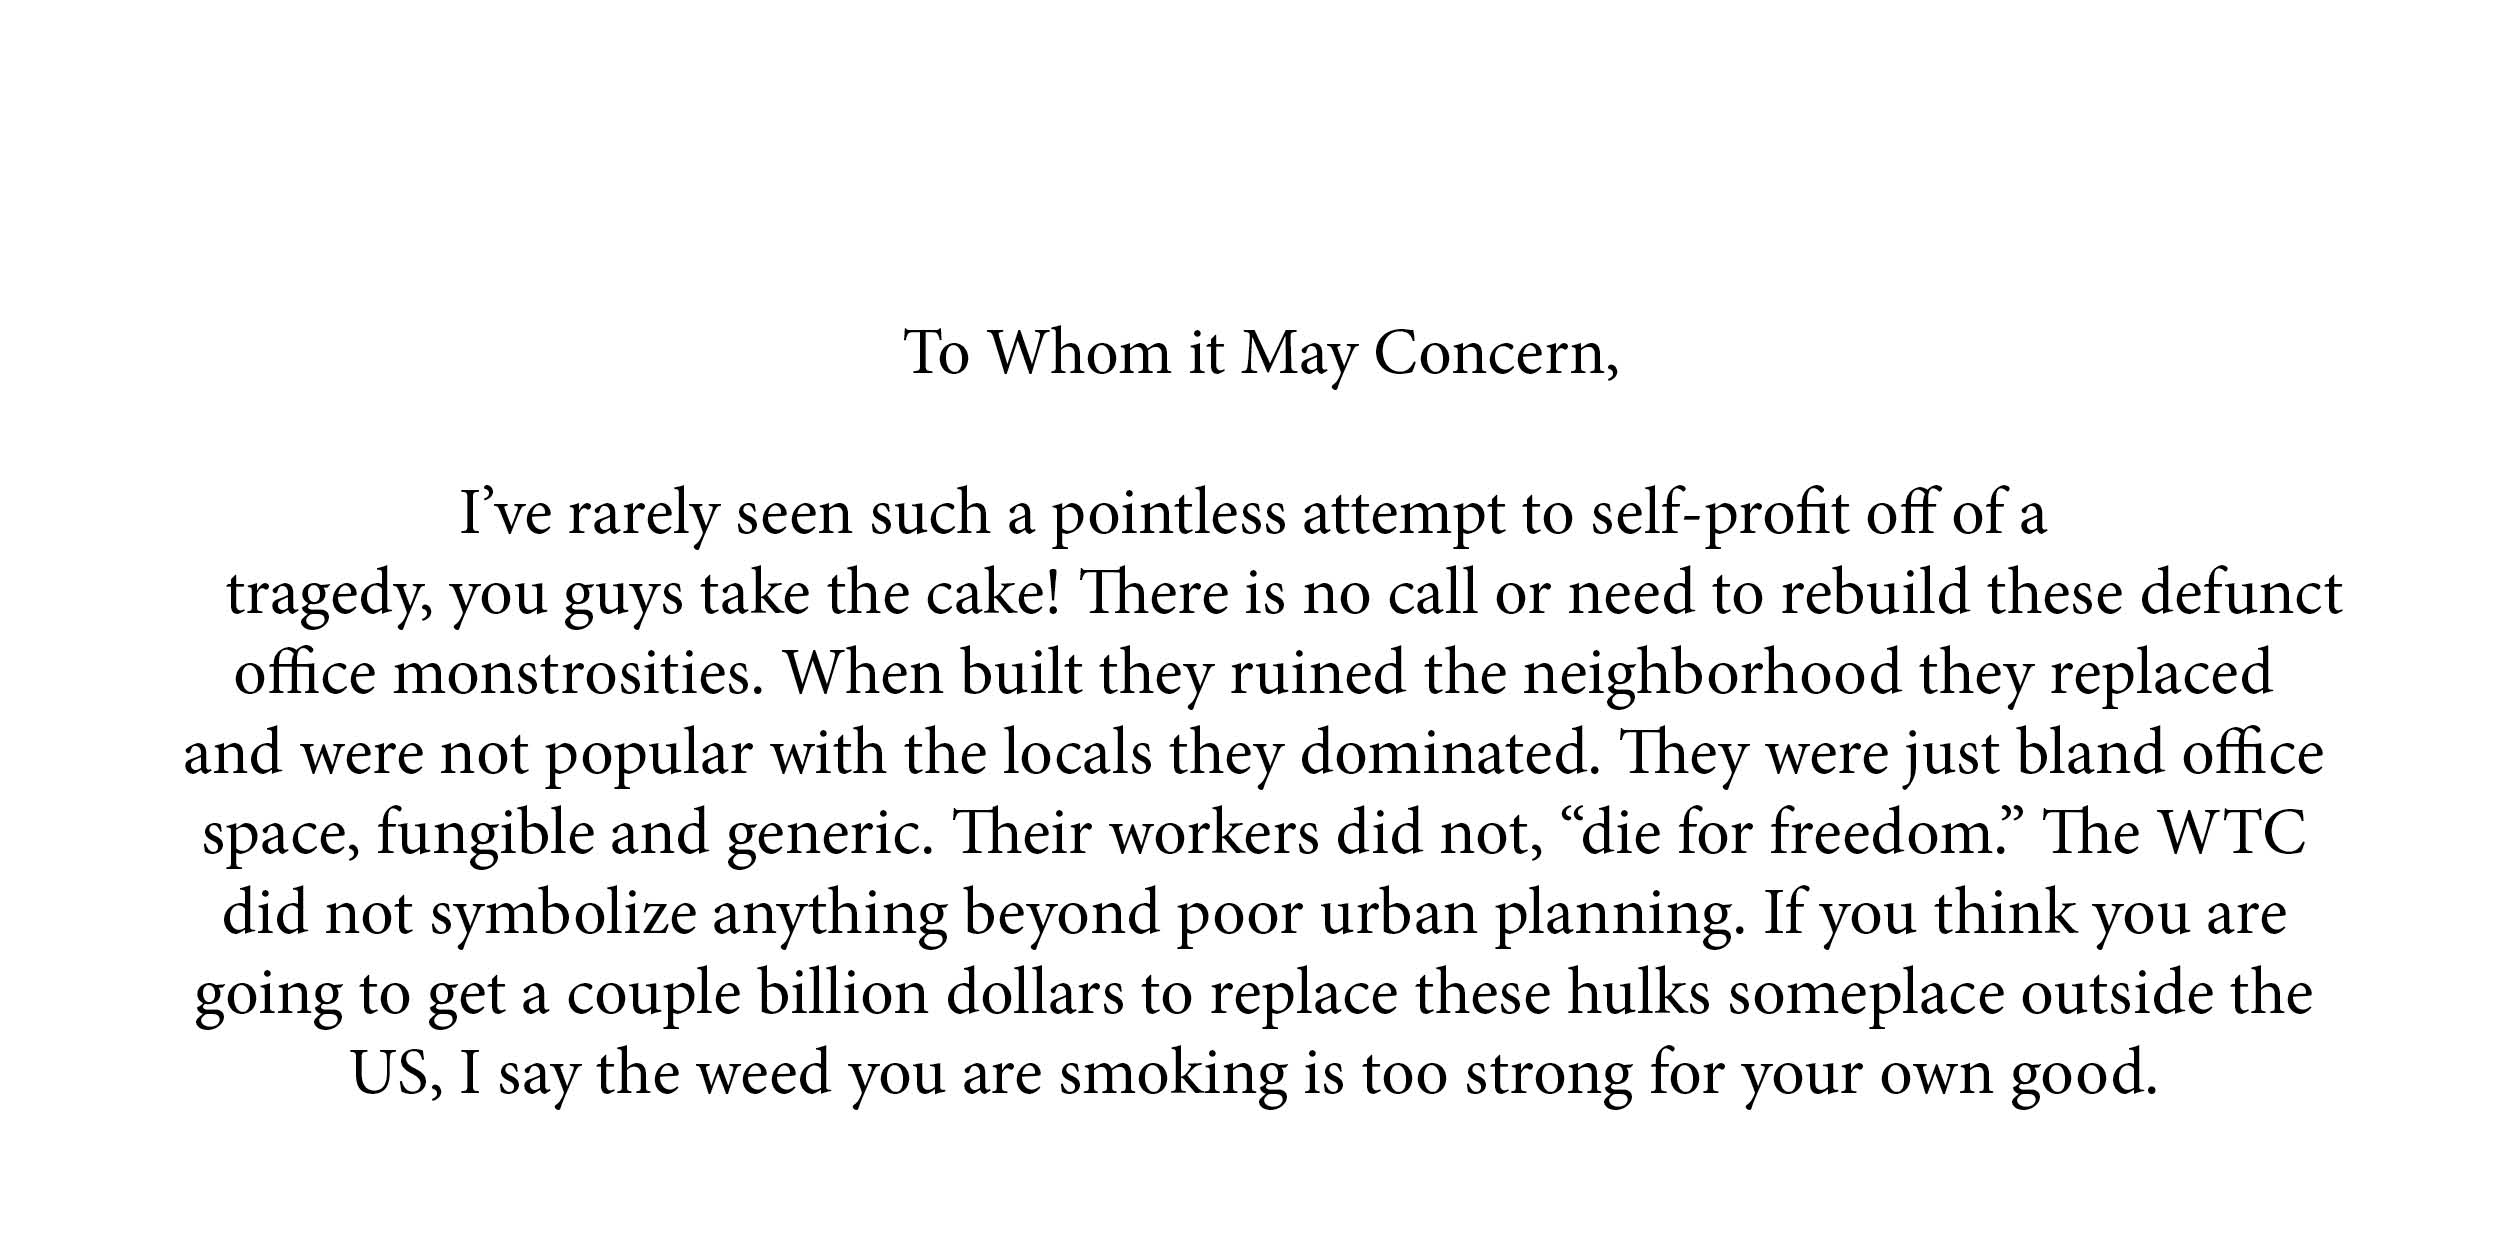 To Whom it May Concern,
I’ve rarely seen such a pointless attempt to self-profit off of a
tragedy, you guys take the cake! There is no call or need to rebuild these defunct
office monstrosities. When built they ruined the neighborhood they replaced
and were not popular with the locals they dominated. They were just bland office
space, fungible and generic. Their workers did not, “die for freedom.” The WTC
did not symbolize anything beyond poor urban planning. If you think you are
going to get a couple billion dollars to replace these hulks someplace outside the
US, I say the weed you are smoking is too strong for your own good.